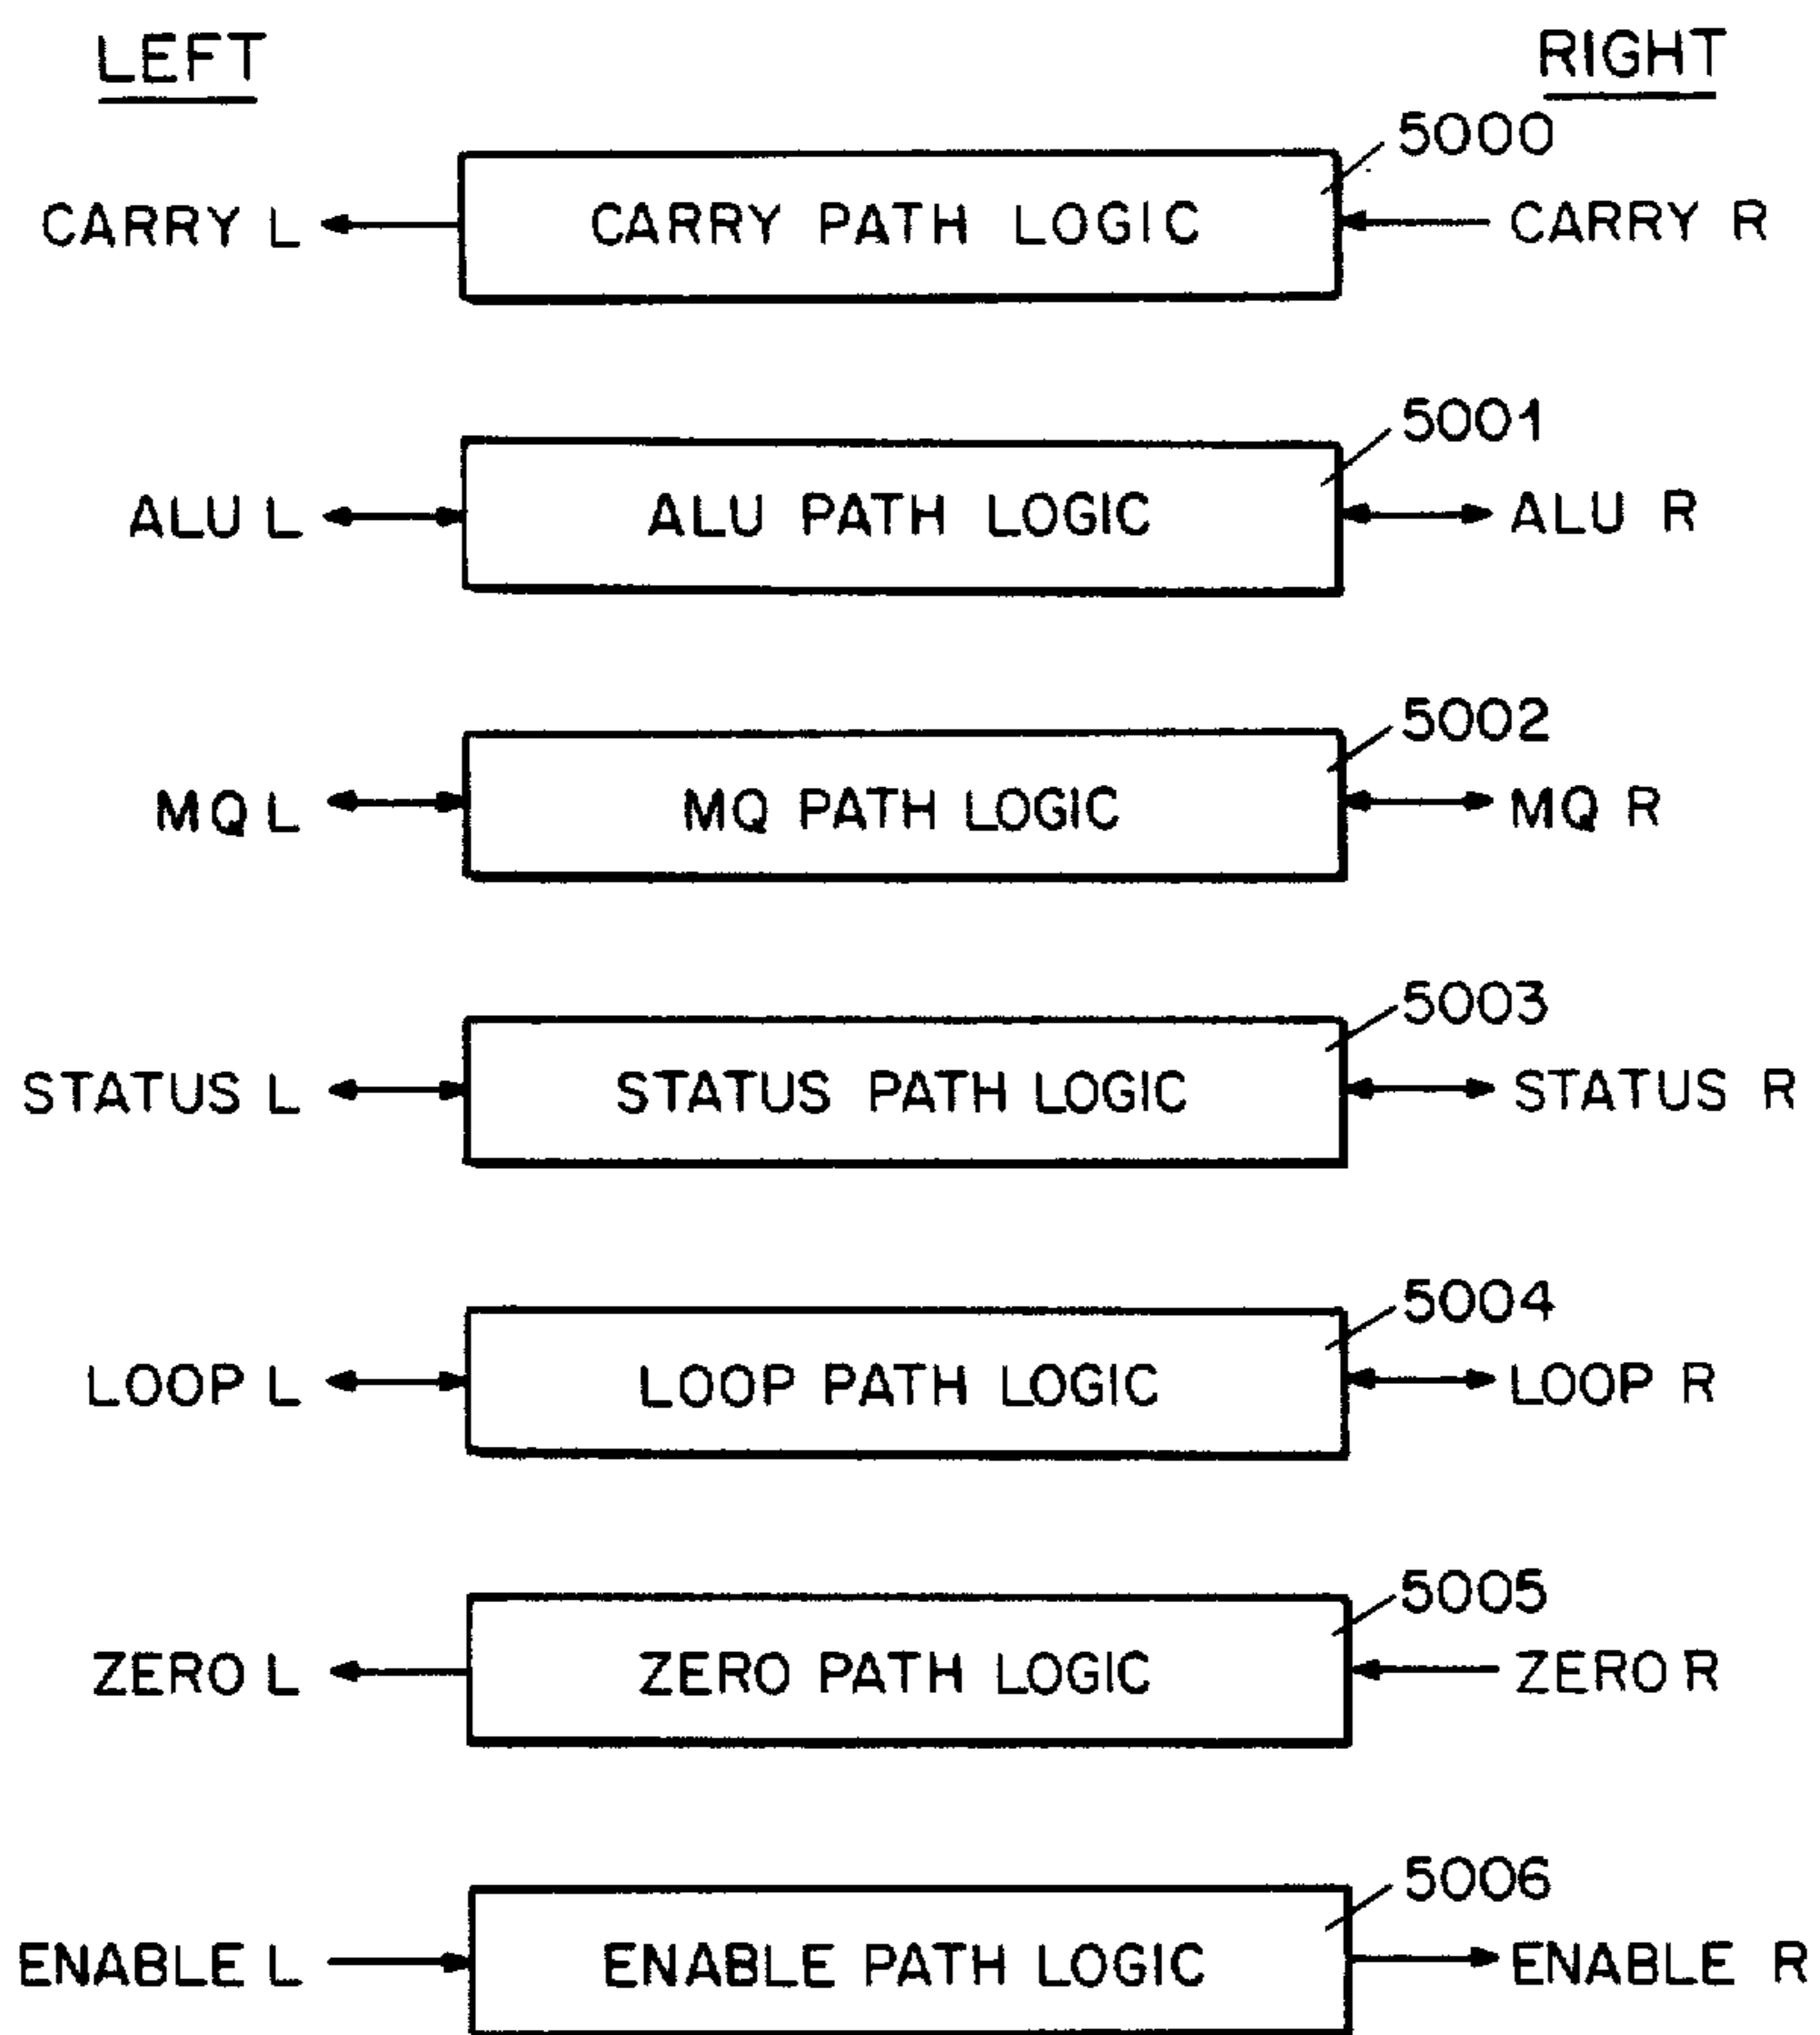 LEFT RIGHT
5000
CARRY L CARRY PATH LOGIC CARRY R
5001
ALU L ALU PATH LOGIC ALU R
5002
MQ L MQ PATH LOGIC MQ R
5003
STATUS L STATUS PATH LOGIC STATUS R
5004
LOOP L LOOP PATH LOGIC LOOP R
5005
ZERO L ZERO PATH LOGIC ZERO R
5006
ENABLE L ENABLE PATH LOGIC ENABLE R